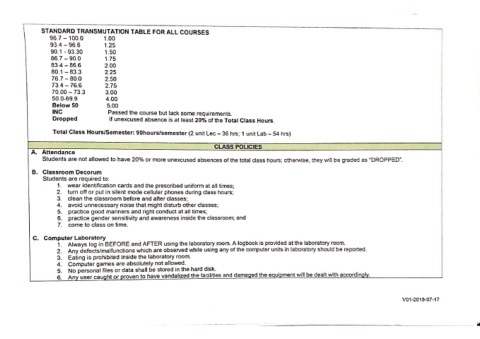 STANDARD TRANSMUTATION TABLE FOR ALL COURSES
96.7 – 100.0 1.00
93.4 – 96.6 1.25
90.1 - 93.30 1.50
86.7 – 90.0 1.75
83.4 – 86.6 2.00
80.1 – 83.3 2.25
76.7 – 80.0 2.50
73.4 – 76.6 2.75
70.00 – 73.3 3.00
50.0-69.9 4.00
Below 50 5.00
INC Passed the course but lack some requirements.
Dropped If unexcused absence is at least 20% of the Total Class Hours.
Total Class Hours/Semester: 90hours/semester (2 unit Lec – 36 hrs; 1 unit Lab – 54 hrs)
CLASS POLICIES
A. Attendance
Students are not allowed to have 20% or more unexcused absences of the total class hours; otherwise, they will be graded as "DROPPED".
B. Classroom Decorum
Students are required to:
1. wear identification cards and the prescribed uniform at all times;
2. turn off or put in silent mode cellular phones during class hours;
3. clean the classroom before and after classes;
4. avoid unnecessary noise that might disturb other classes;
5. practice good manners and right conduct at all times;
6. practice gender sensitivity and awareness inside the classroom; and
7. come to class on time.
C. Computer Laboratory
1. Always log in BEFORE and AFTER using the laboratory room. A logbook is provided at the laboratory room.
2. Any defects/malfunctions which are observed while using any of the computer units in laboratory should be reported.
3. Eating is prohibited inside the laboratory room.
4. Computer games are absolutely not allowed.
5. No personal files or data shall be stored in the hard disk.
6. Any user caught or proven to have vandalized the facilities and damaged the equipment will be dealt with accordingly.
V01-2018-07-17